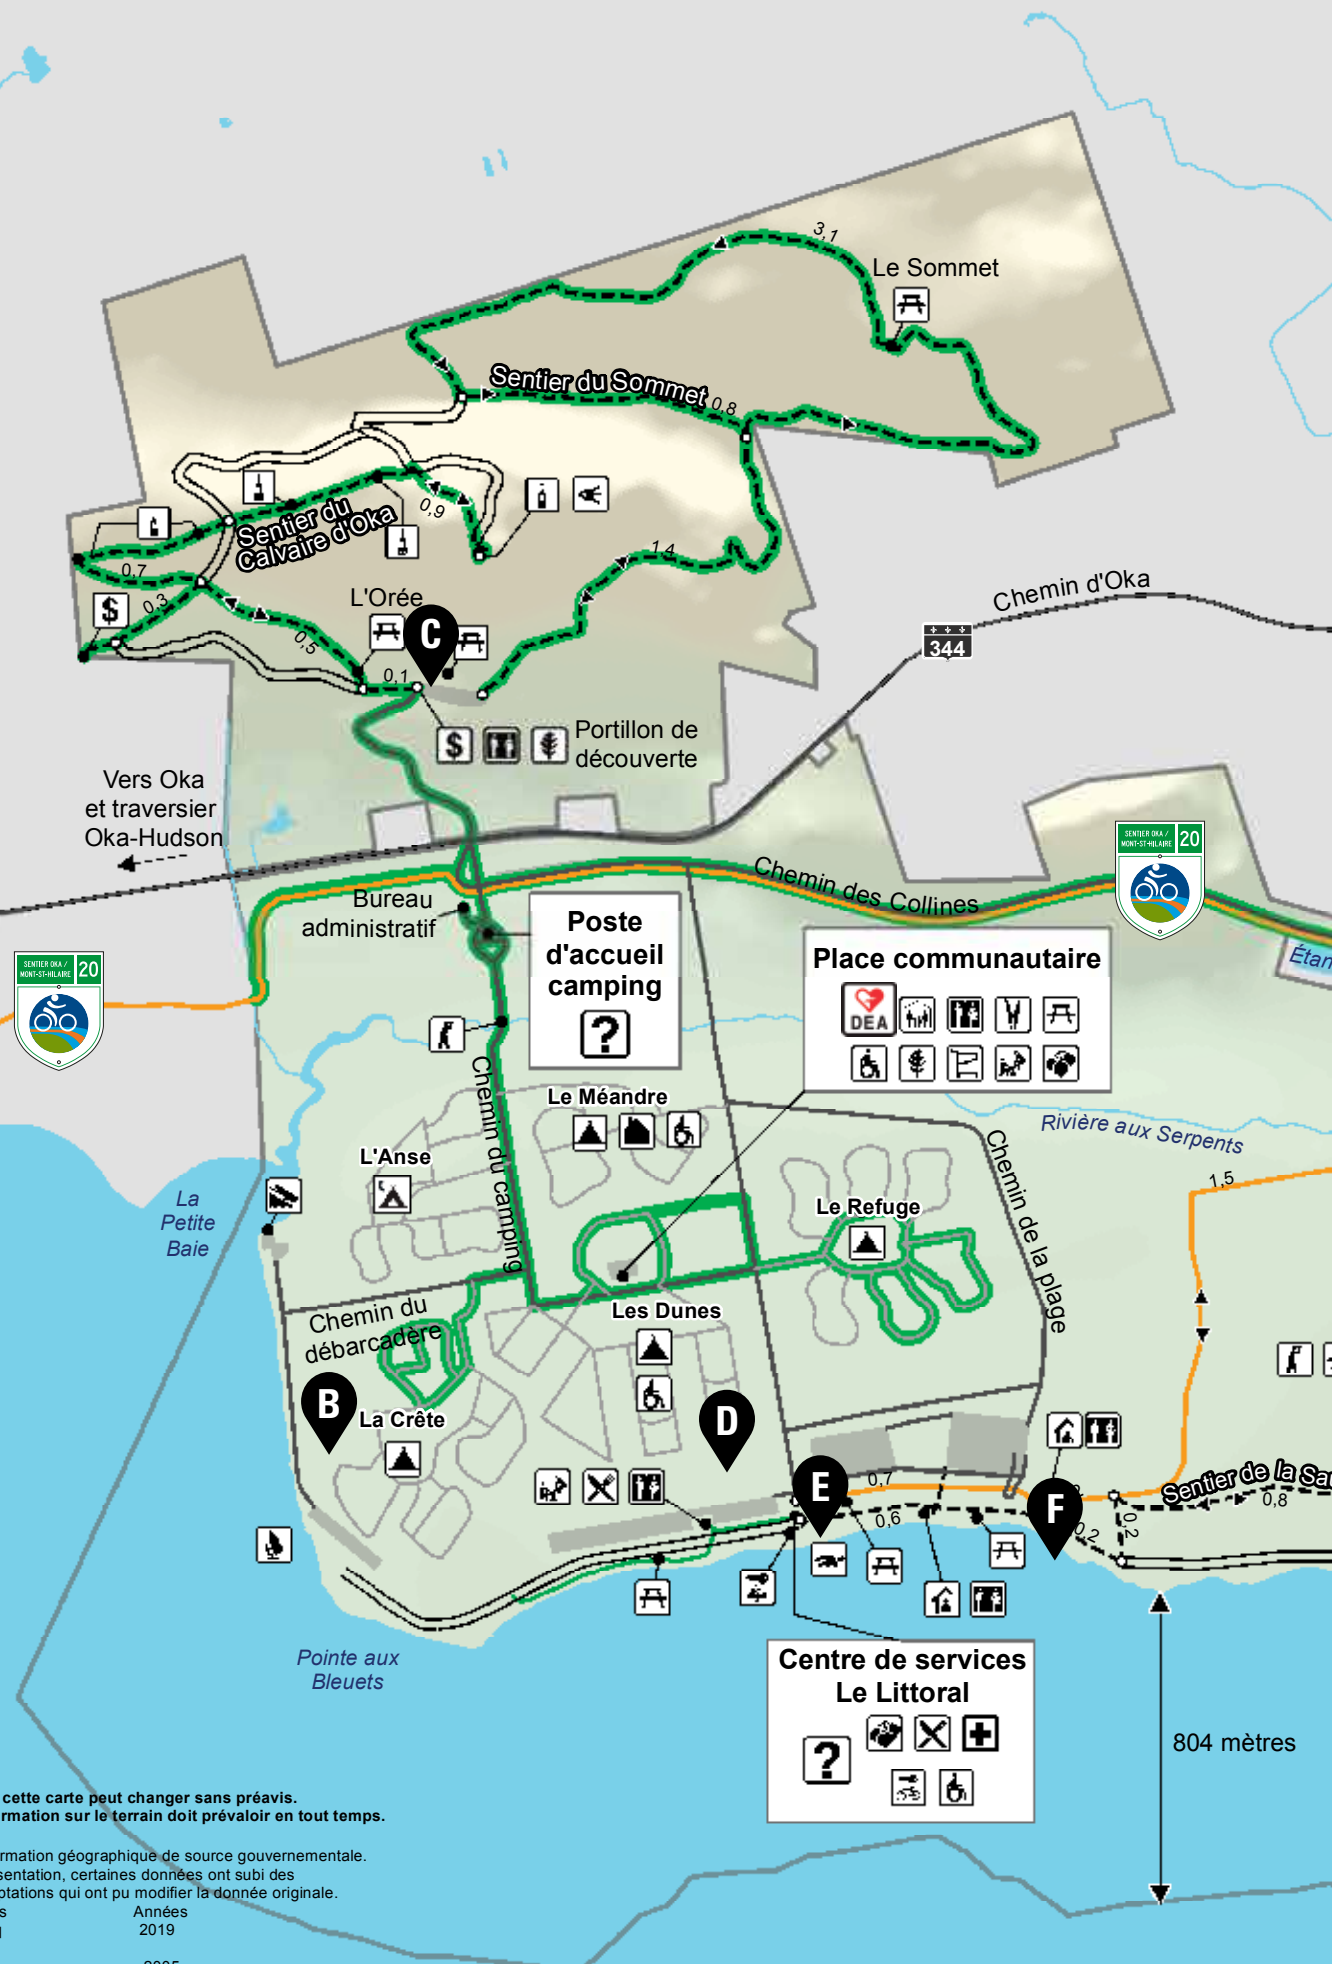 3,1
Le Sommet
Sentier du Sommet
0,8
0,9
Sentier du
Calvaire d'Oka
1,4
0,7
0,3
$
L'Orée
0,5
C
0,1
Chemin d'Oka
344
$
Portillon de
découverte
Vers Oka
et traversier
Oka-Hudson
SENTIER OKA /
MONT-ST-HILAIRE
20
Chemin des Collines
Bureau
administratif
Poste
d'accueil
camping
?
Place communautaire
DEA
SENTIER OKA /
MONT-ST-HILAIRE
20
Étan
Chemin du camping
Le Méandre
Rivière aux Serpents
L'Anse
La
Petite
Baie
Le Refuge
Chemin de la plage
1,5
Les Dunes
Chemin du
débarcadère
B
La Crête
D
E
0,7
F
0,6
0,2
0,2
Sentier de la Sa
0,8
Pointe aux
Bleuets
Centre de services
Le Littoral
?
804 mètres
cette carte peut changer sans préavis.
rmation sur le terrain doit prévaloir en tout temps.
rmation géographique de source gouvernementale.
sentation, certaines données ont subi des
ptations qui ont pu modifier la donnée originale.
s
Années
2019